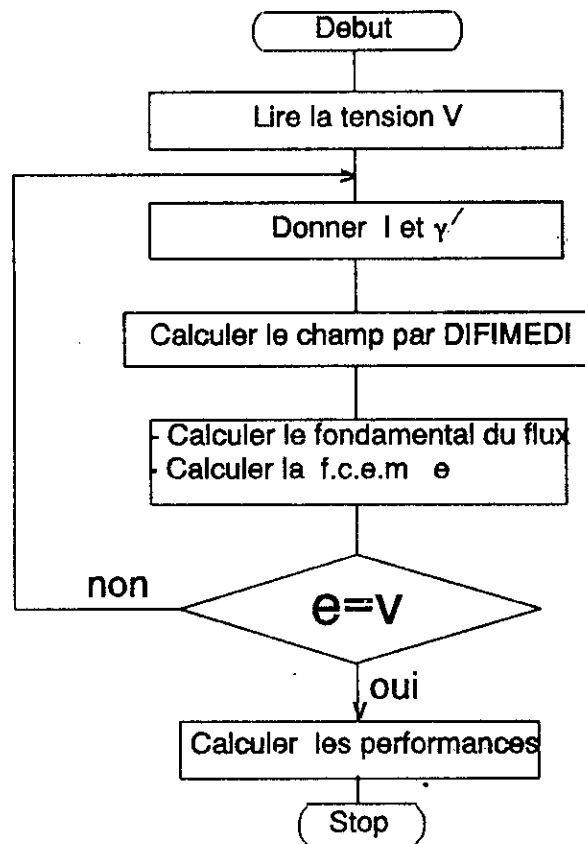 Debut
Lire la tension V
Donner I et γ′
Calculer le champ par DIFIMEDI
- Calculer le fondamental du flux
- Calculer la f.c.e.m e
non
e=v
oui
Calculer les performances
Stop